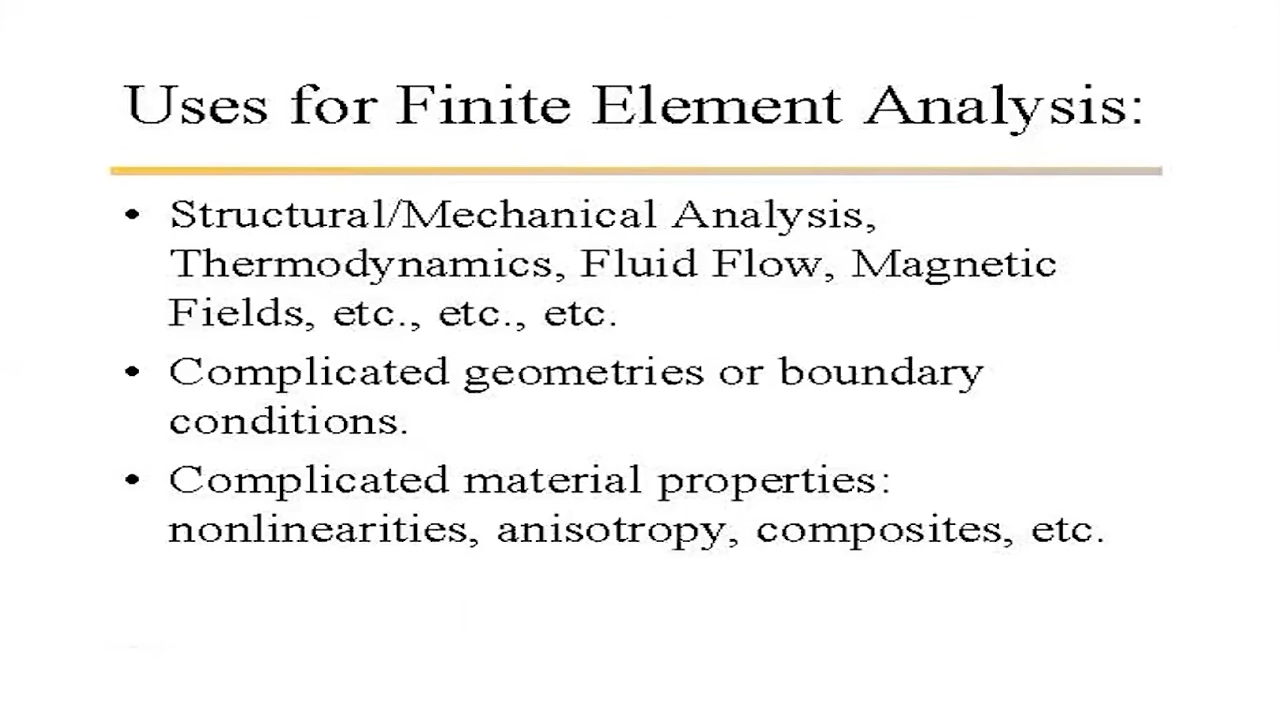 Uses for Finite Element Analysis:
• Structural/Mechanical Analysis,
Thermodynamics, Fluid Flow, Magnetic
Fields, etc., etc., etc.
• Complicated geometries or boundary
conditions.
• Complicated material properties:
nonlinearities, anisotropy, composites, etc.